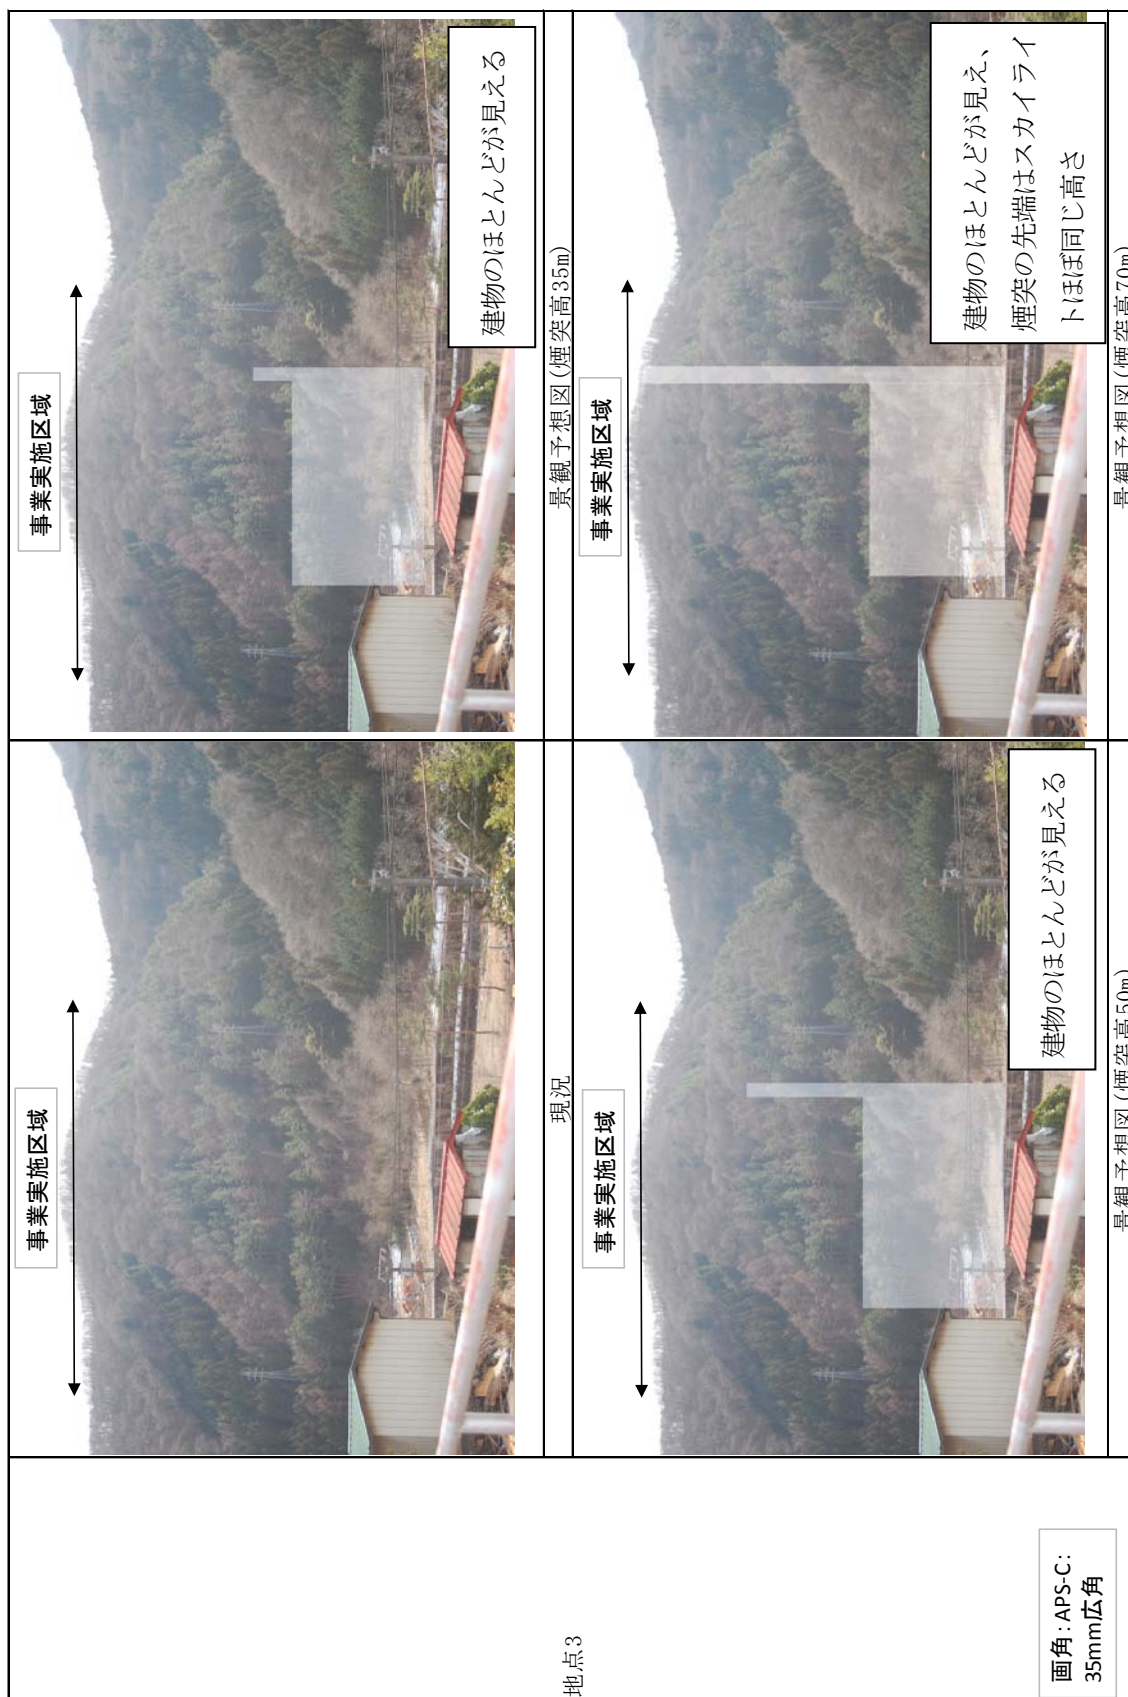 地点3
画角：APS-C：
35mm広角
事業実施区域
現況
事業実施区域
建物のほとんどが見える
景観予想図(煙突高35m)
事業実施区域
建物のほとんどが見える
景観予想図(煙突高50m)
事業実施区域
建物のほとんどが見え、
煙突の先端はスカイライ
トほぼ同じ高さ
景観予想図(煙突高70m)